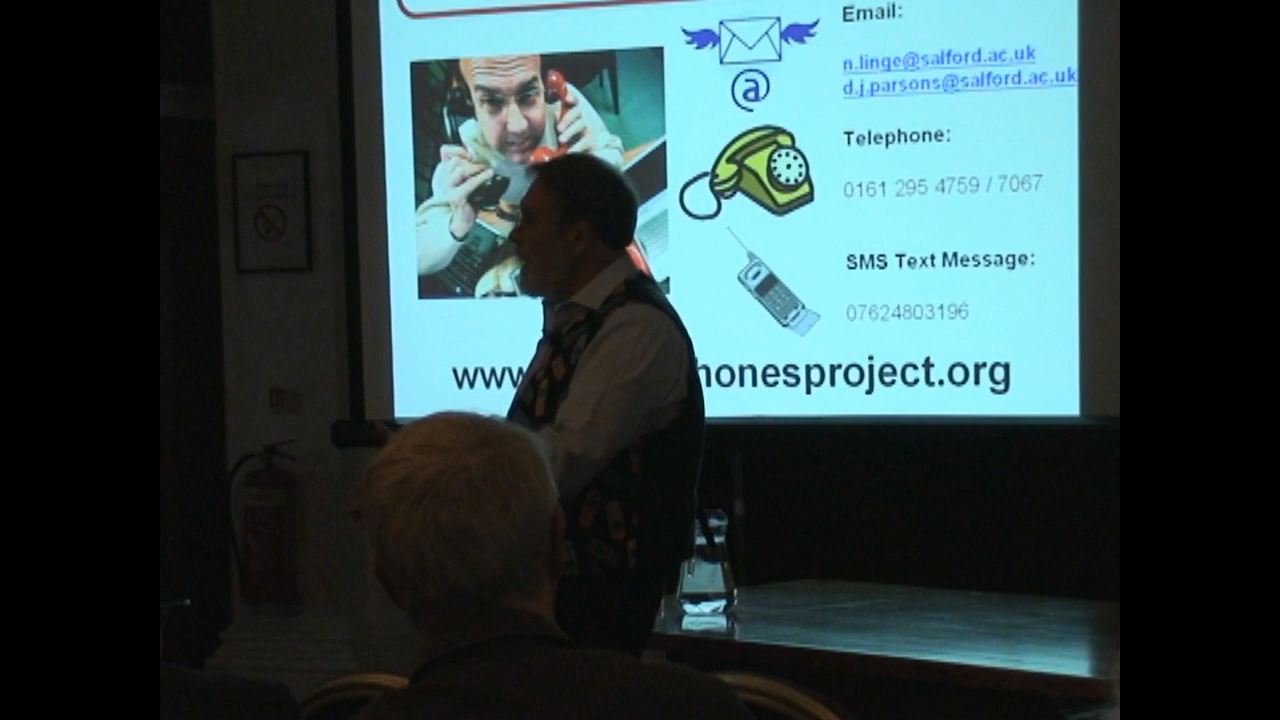 Email:
n.linge@salford.ac.uk
d.j.parsons@salford.ac.uk
@
Telephone:
0161 295 4759 / 7067
SMS Text Message:
07624803196
www honesproject.org